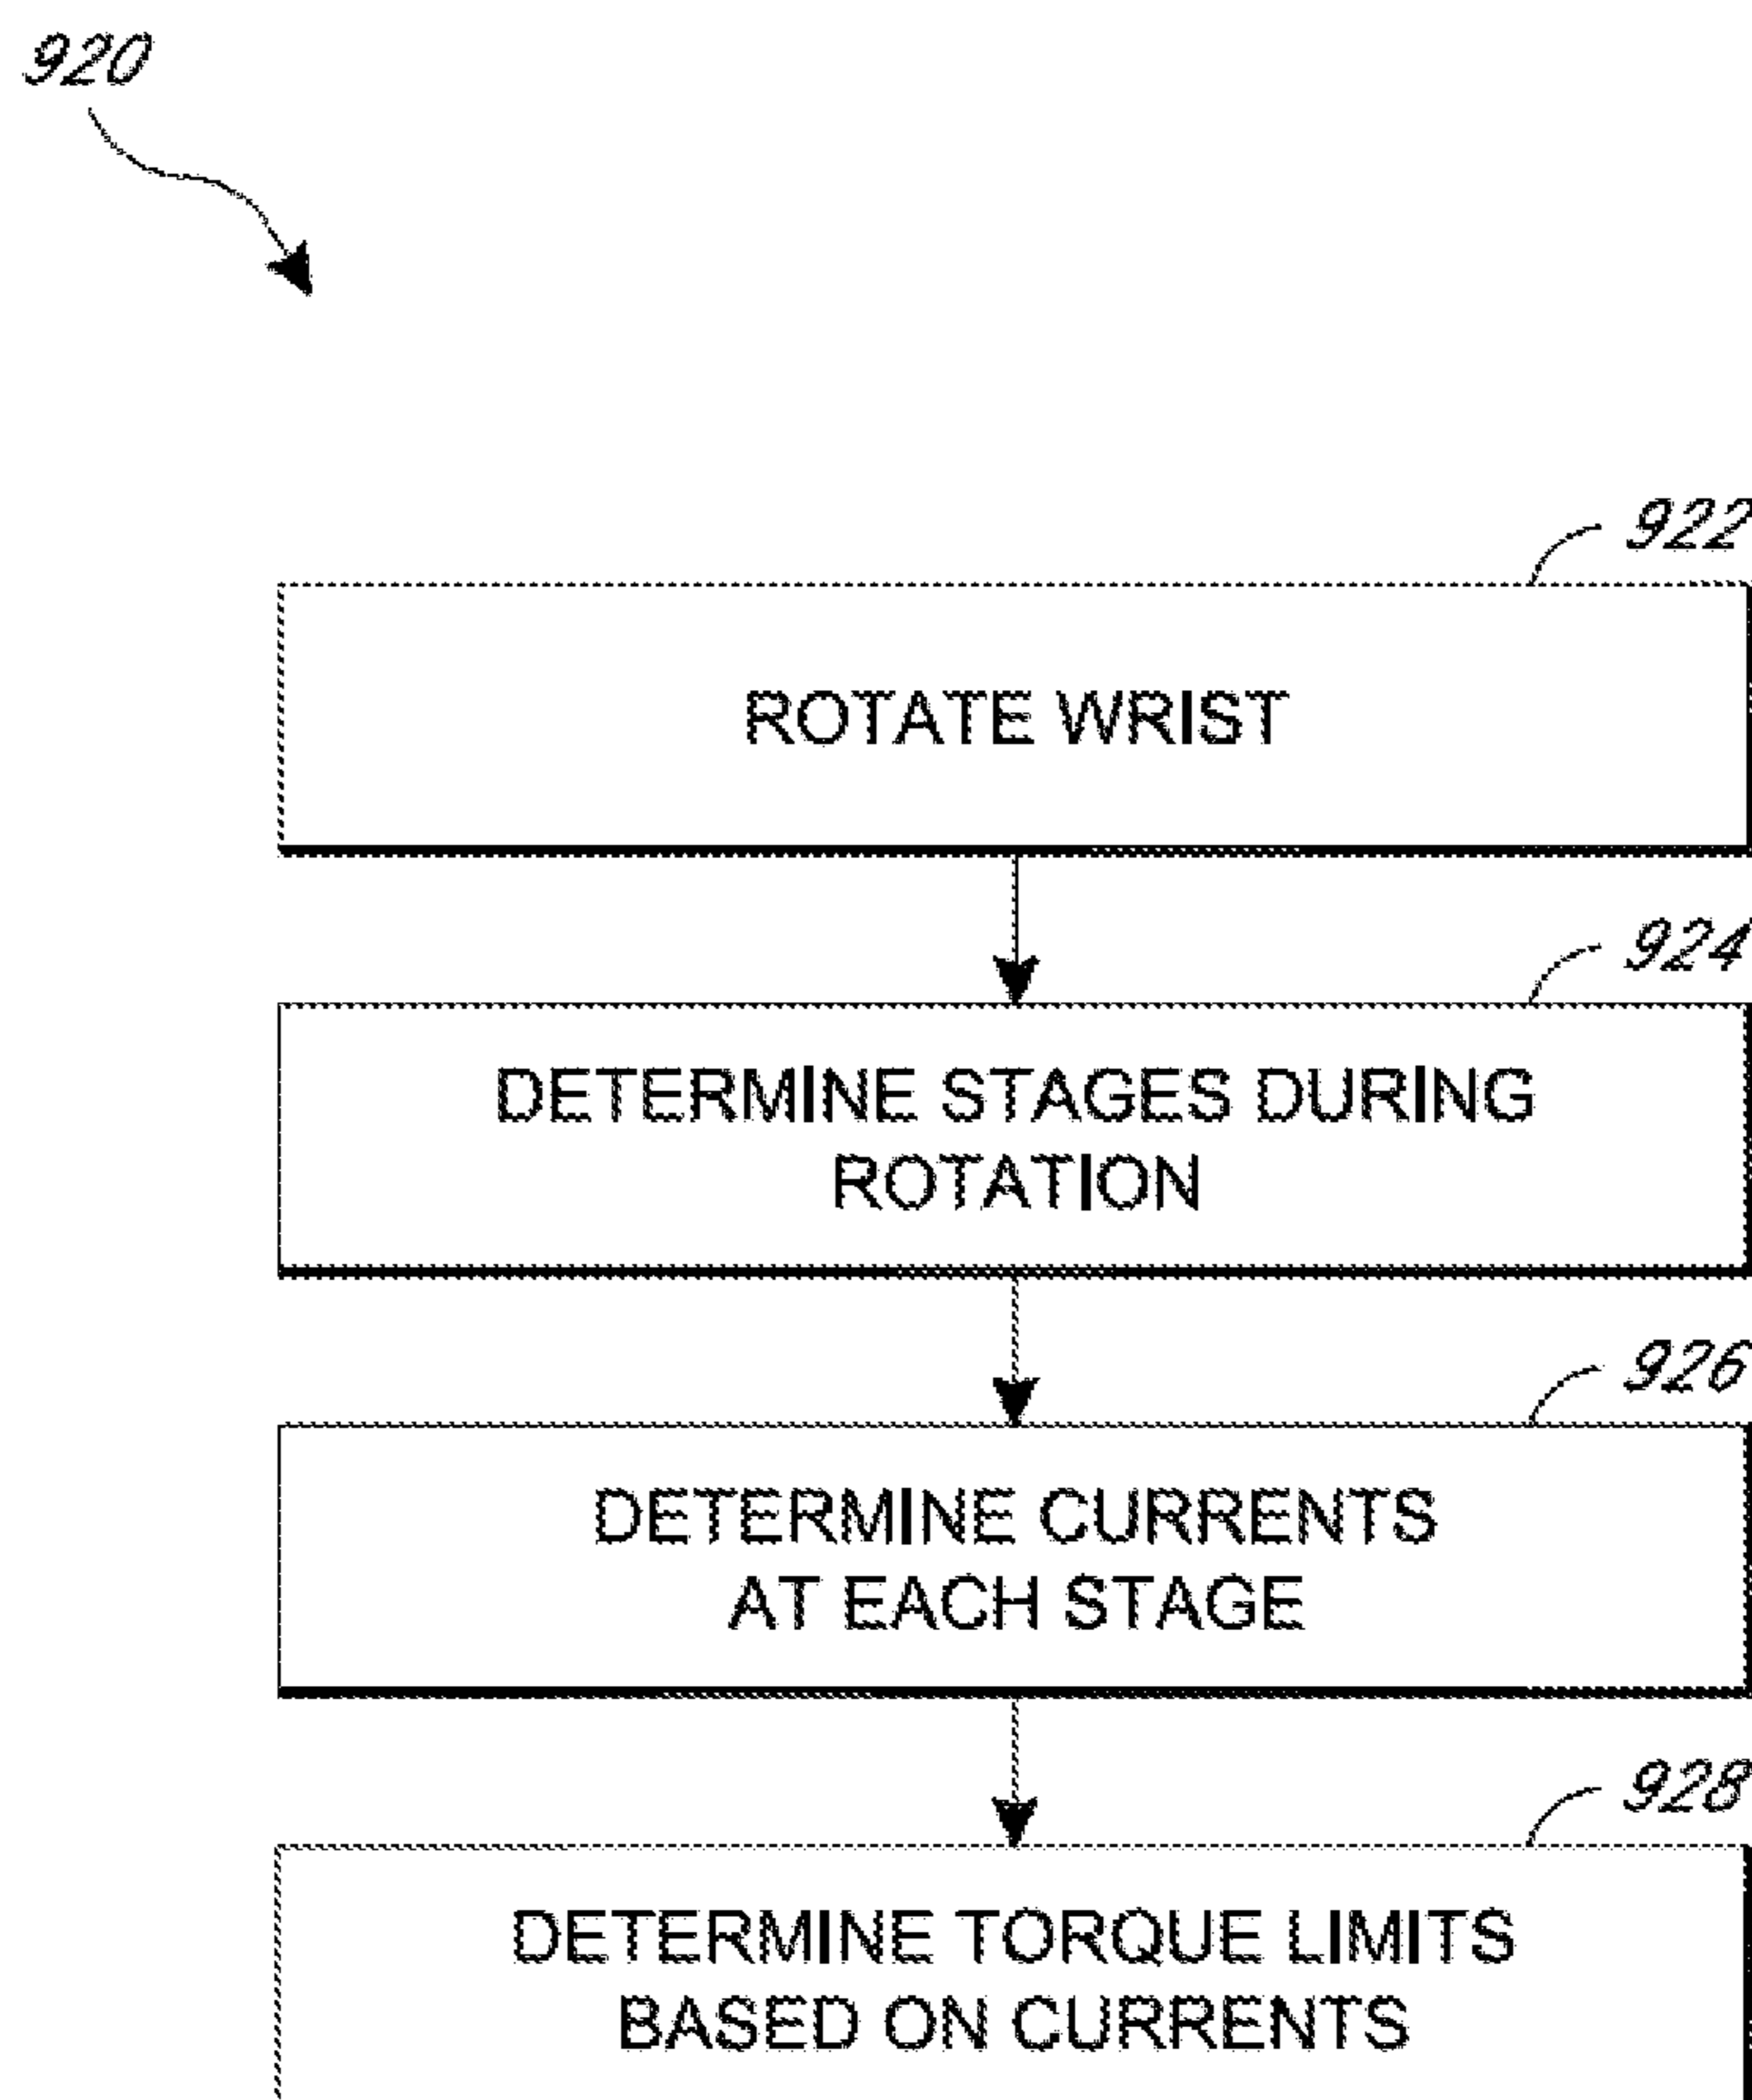 920
922
ROTATE WRIST
924
DETERMINE STAGES DURING
ROTATION
926
DETERMINE CURRENTS
AT EACH STAGE
928
DETERMINE TORQUE LIMITS
BASED ON CURRENTS